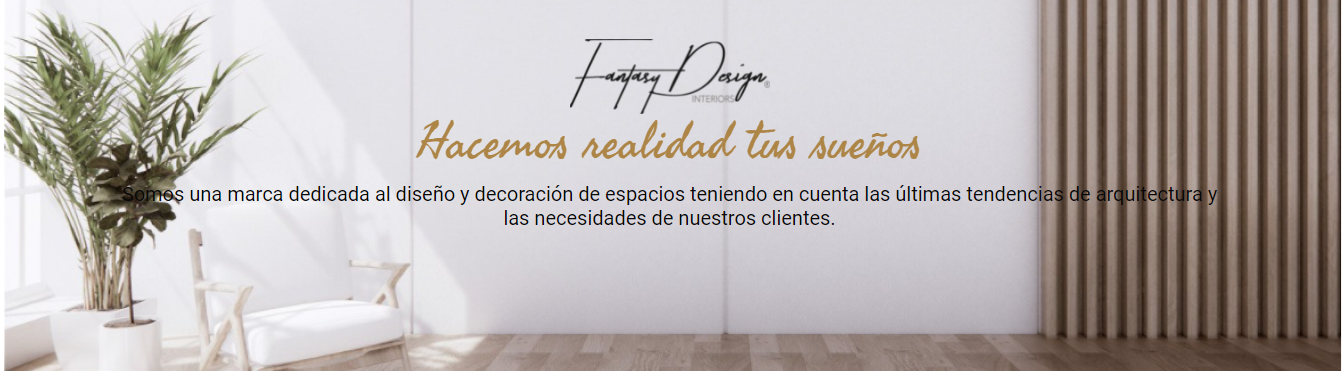 Fantasy Design®
INTERIORS
Hacemos realidad tus sueños
Somos una marca dedicada al diseño y decoración de espacios teniendo en cuenta las últimas tendencias de arquitectura y
las necesidades de nuestros clientes.